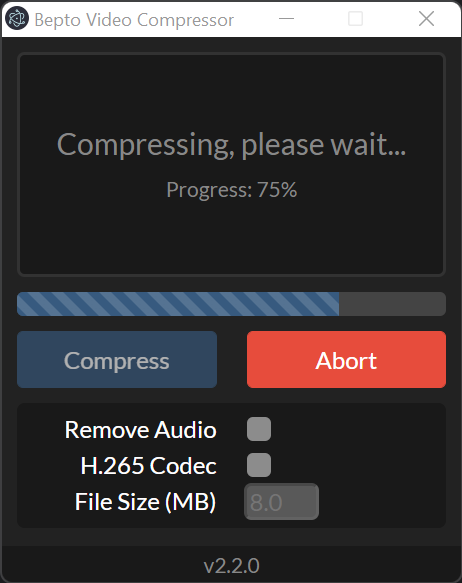 Bepto Video Compressor
Compressing, please wait...
Progress: 75%
Compress Abort
Remove Audio
H.265 Codec
File Size (MB) 8.0
v2.2.0